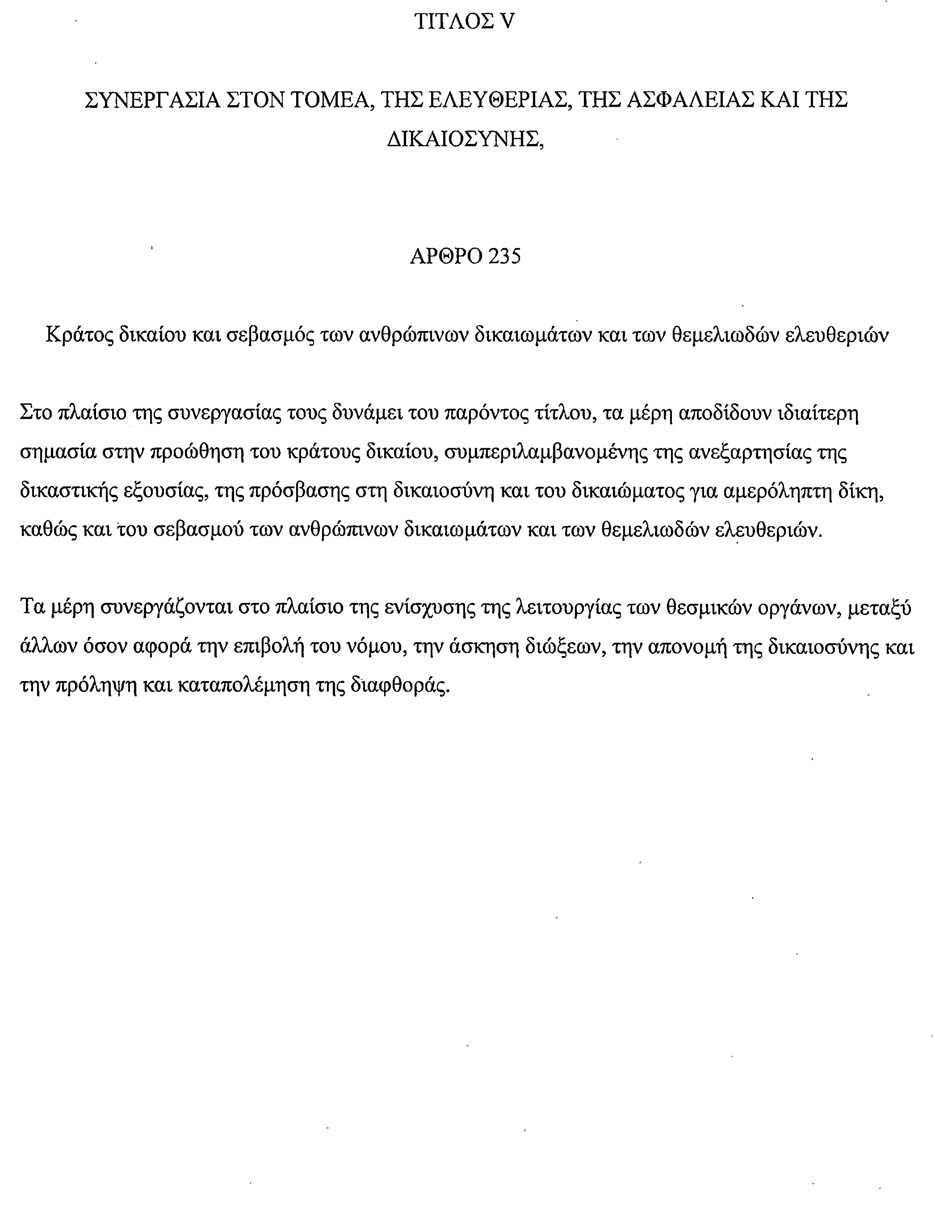 ΤΙΤΛΟΣ V
ΣΥΝΕΡΓΑΣΙΑ ΣΤΟΝ ΤΟΜΕΑ, ΤΗΣ ΕΛΕΥΘΕΡΙΑΣ, ΤΗΣ ΑΣΦΑΛΕΙΑΣ ΚΑΙ ΤΗΣ
ΔΙΚΑΙΟΣΥΝΗΣ,
ΑΡΘΡΟ 235
Κράτος δικαίου και σεβασμός των ανθρώπινων δικαιωμάτων και των θεμελιωδών ελευθεριών
Στο πλαίσιο της συνεργασίας τους δυνάμει του παρόντος τίτλου, τα μέρη αποδίδουν ιδιαίτερη
σημασία στην προώθηση του κράτους δικαίου, συμπεριλαμβανομένης της ανεξαρτησίας της
δικαστικής εξουσίας, της πρόσβασης στη δικαιοσύνη και του δικαιώματος για αμερόληπτη δίκη,
καθώς και του σεβασμού των ανθρώπινων δικαιωμάτων και των θεμελιωδών ελευθεριών.
Τα μέρη συνεργάζονται στο πλαίσιο της ενίσχυσης της λειτουργίας των θεσμικών οργάνων, μεταξύ
άλλων όσον αφορά την επιβολή του νόμου, την άσκηση διώξεων, την απονομή της δικαιοσύνης και
την πρόληψη και καταπολέμηση της διαφθοράς.